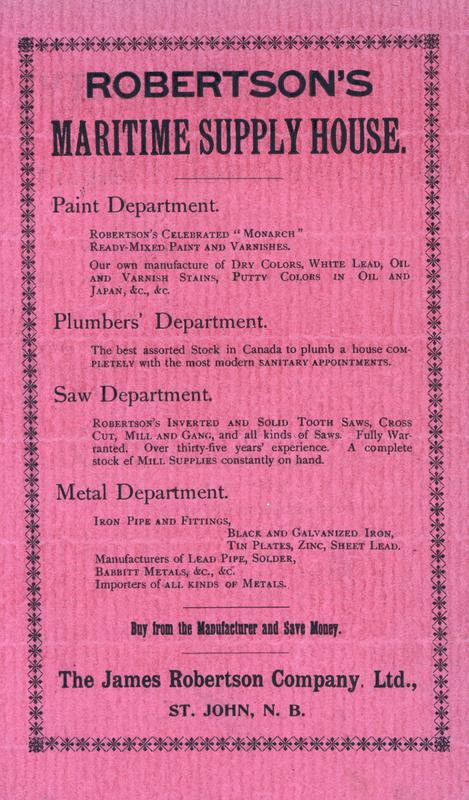 ROBERTSON'S
MARITIME SUPPLY HOUSE.
Paint Department.
ROBERTSON'S CELEBRATED "MONARCH"
READY-MIXED PAINT AND VARNISHES.
Our own manufacture of DRY COLORS, WHITE LEAD, OIL
AND VARNISH STAINS, PUTTY COLORS IN OIL AND
JAPAN, &C., &C.
Plumbers' Department.
The best assorted Stock in Canada to plumb a house COM-
PLETELY with the most modern SANITARY APPOINTMENTS.
Saw Department.
ROBERTSON'S INVERTED AND SOLID TOOTH SAWS, CROSS
CUT, MILL AND GANG, and all kinds of Saws. Fully War-
ranted. Over thirty-five years' experience. A complete
stock of MILL SUPPLIES constantly on hand.
Metal Department.
IRON PIPE AND FITTINGS,
BLACK AND GALVANIZED IRON,
TIN PLATES, ZINC, SHEET LEAD.
Manufacturers of LEAD PIPE, SOLDER,
BABBITT METALS, &C., &C.
Importers of ALL KINDS OF METALS.
Buy from the Manufacturer and Save Money.
The James Robertson Company. Ltd.,
ST. JOHN, N. B.